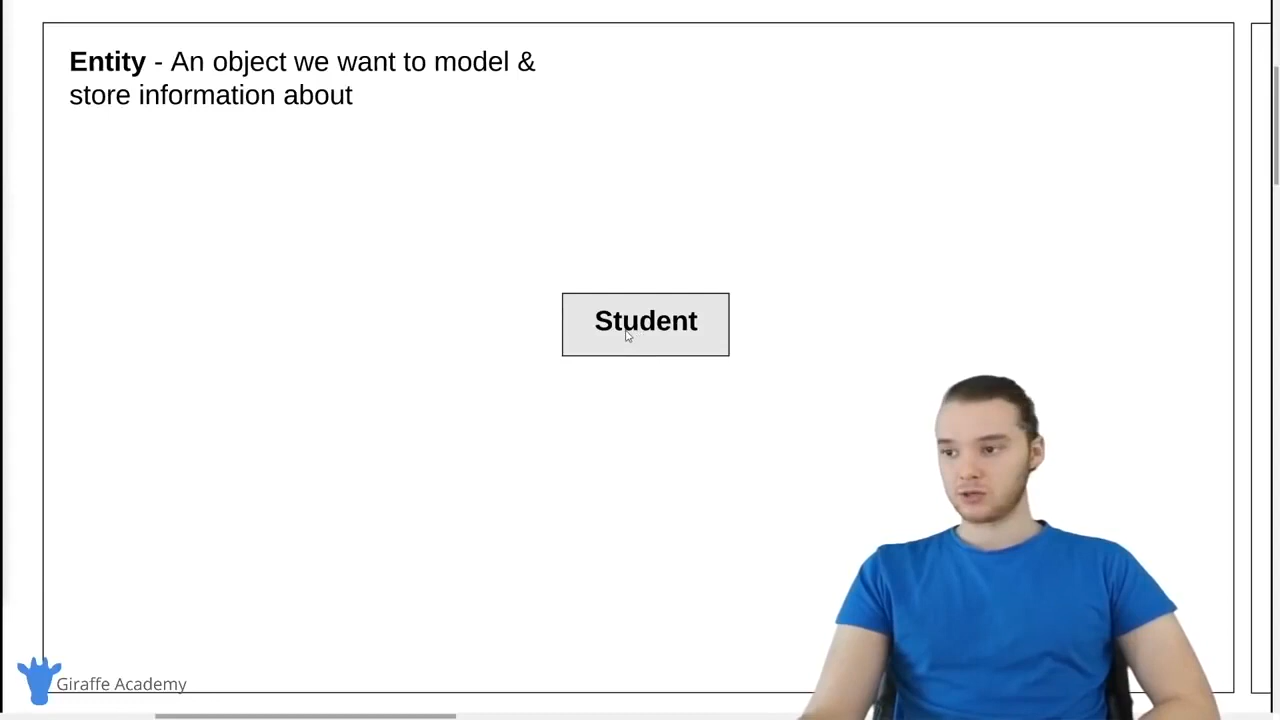 Entity - An object we want to model &
store information about
Student
Giraffe Academy